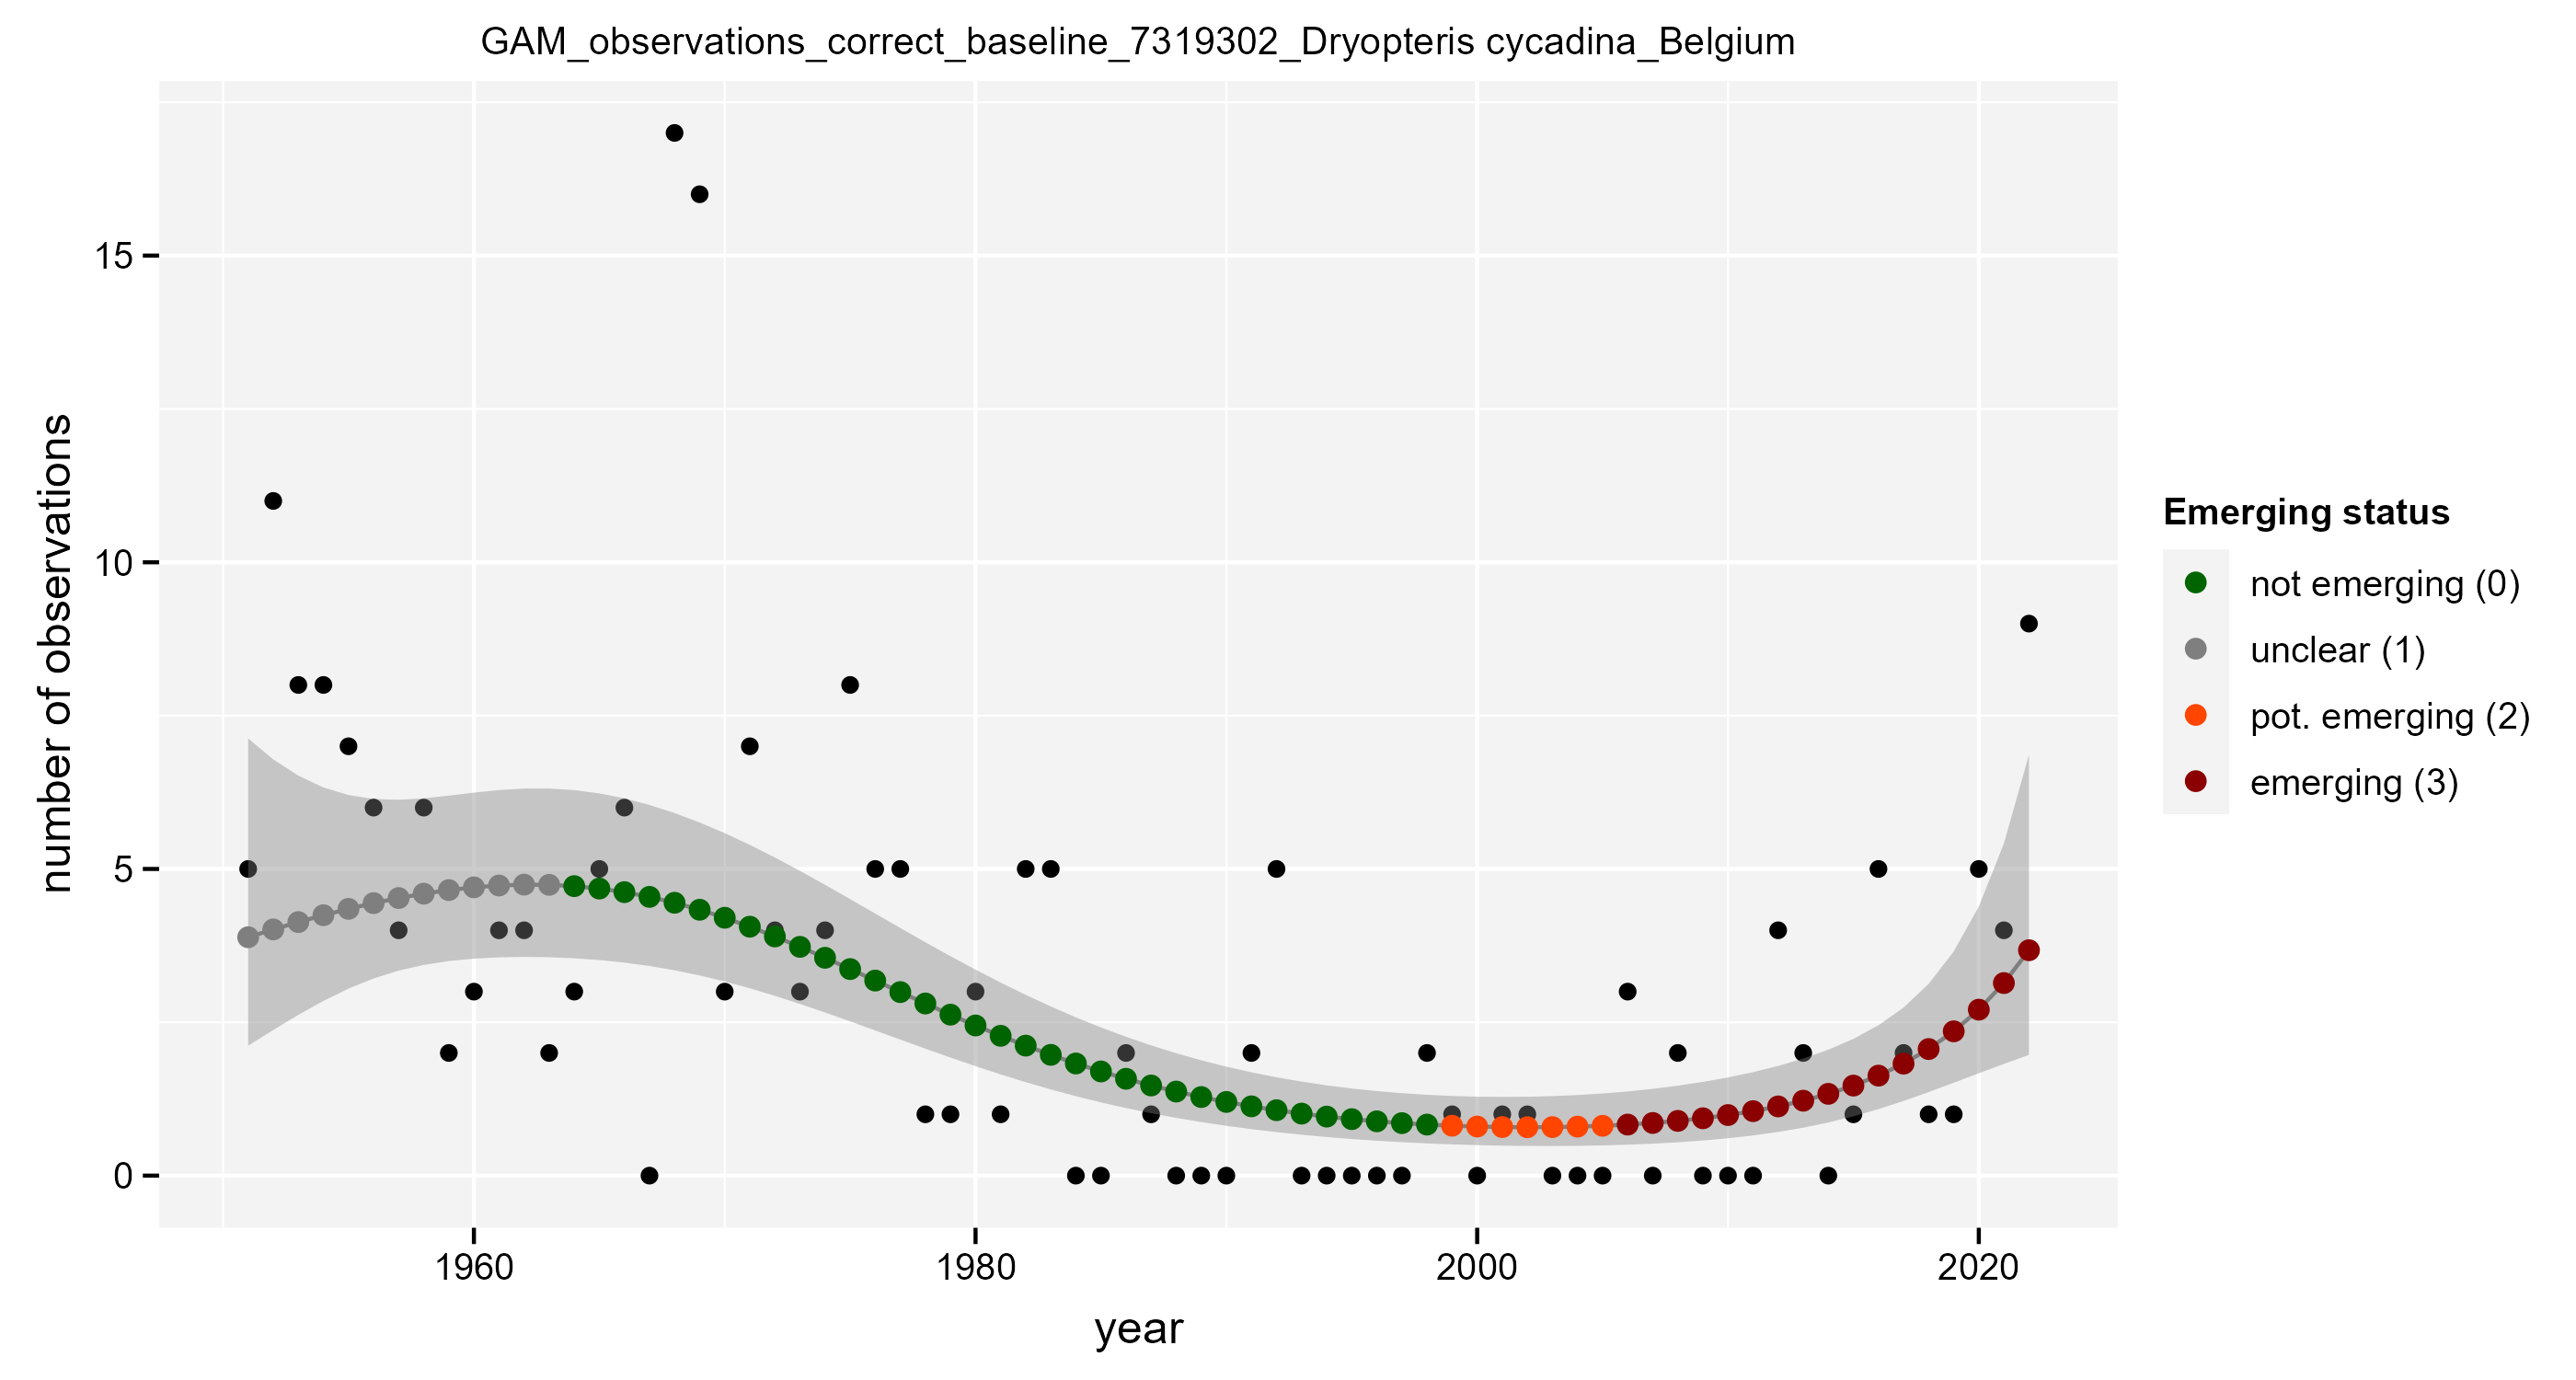 GAM_observations_correct_baseline_7319302_Dryopteris cycadina_Belgium
number of observations
15
10
5
0
1960
1980
2000
2020
year
Emerging status
not emerging (0)
unclear (1)
pot. emerging (2)
emerging (3)